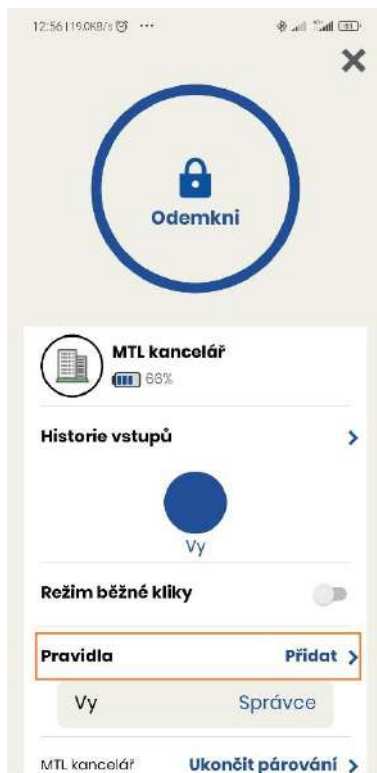 12:56 | 19,0KB/s
Odemkni
MTL kancelář
66%
Historie vstupů
Vy
Režim běžné kliky
Pravidla Přidat
Vy Správce
MTL kancelář Ukončit párování